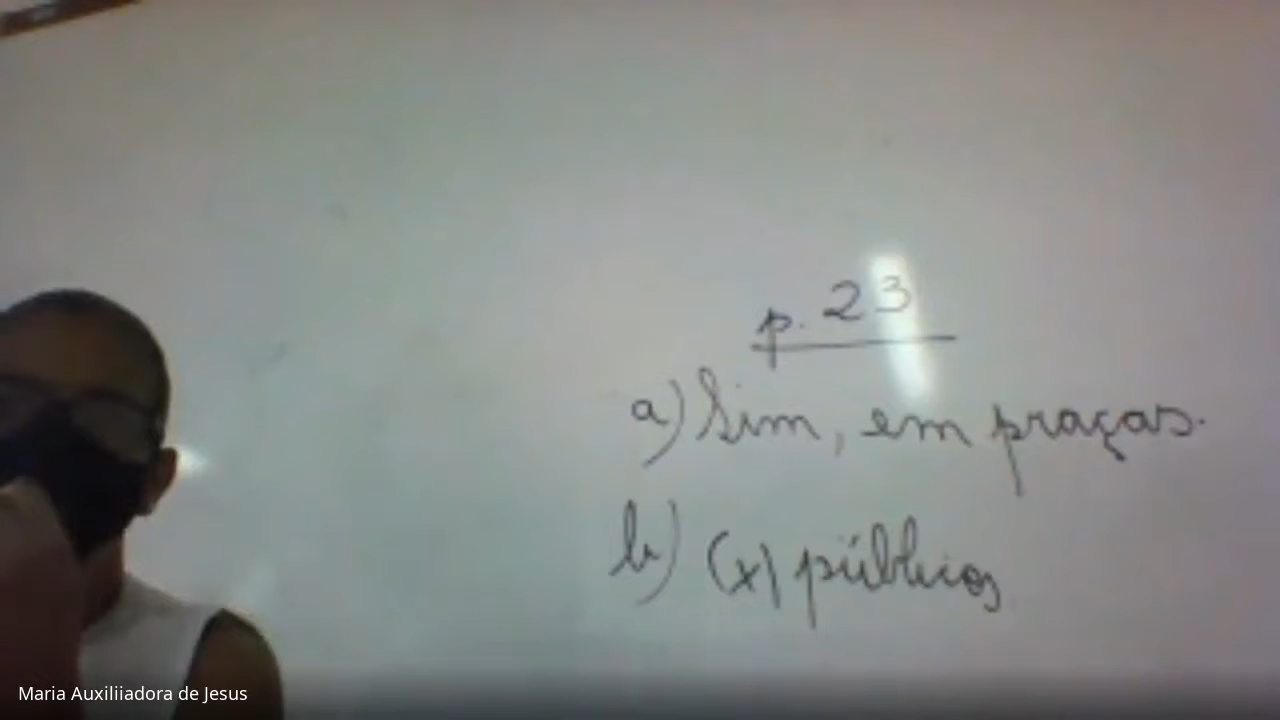 p. 23
a) Sim, em praças.
b) (x) públicos
Maria Auxiliiadora de Jesus